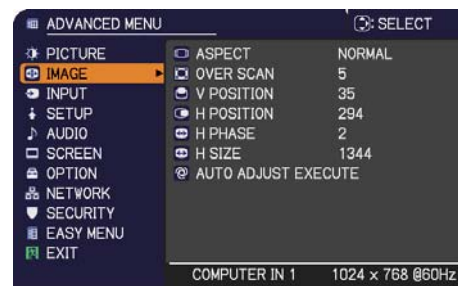 ADVANCED MENU : SELECT
PICTURE
IMAGE
INPUT
SETUP
AUDIO
SCREEN
OPTION
NETWORK
SECURITY
EASY MENU
EXIT
ASPECT NORMAL
OVER SCAN 5
V POSITION 35
H POSITION 294
H PHASE 2
H SIZE 1344
AUTO ADJUST EXECUTE
COMPUTER IN 1 1024 x 768 @60Hz